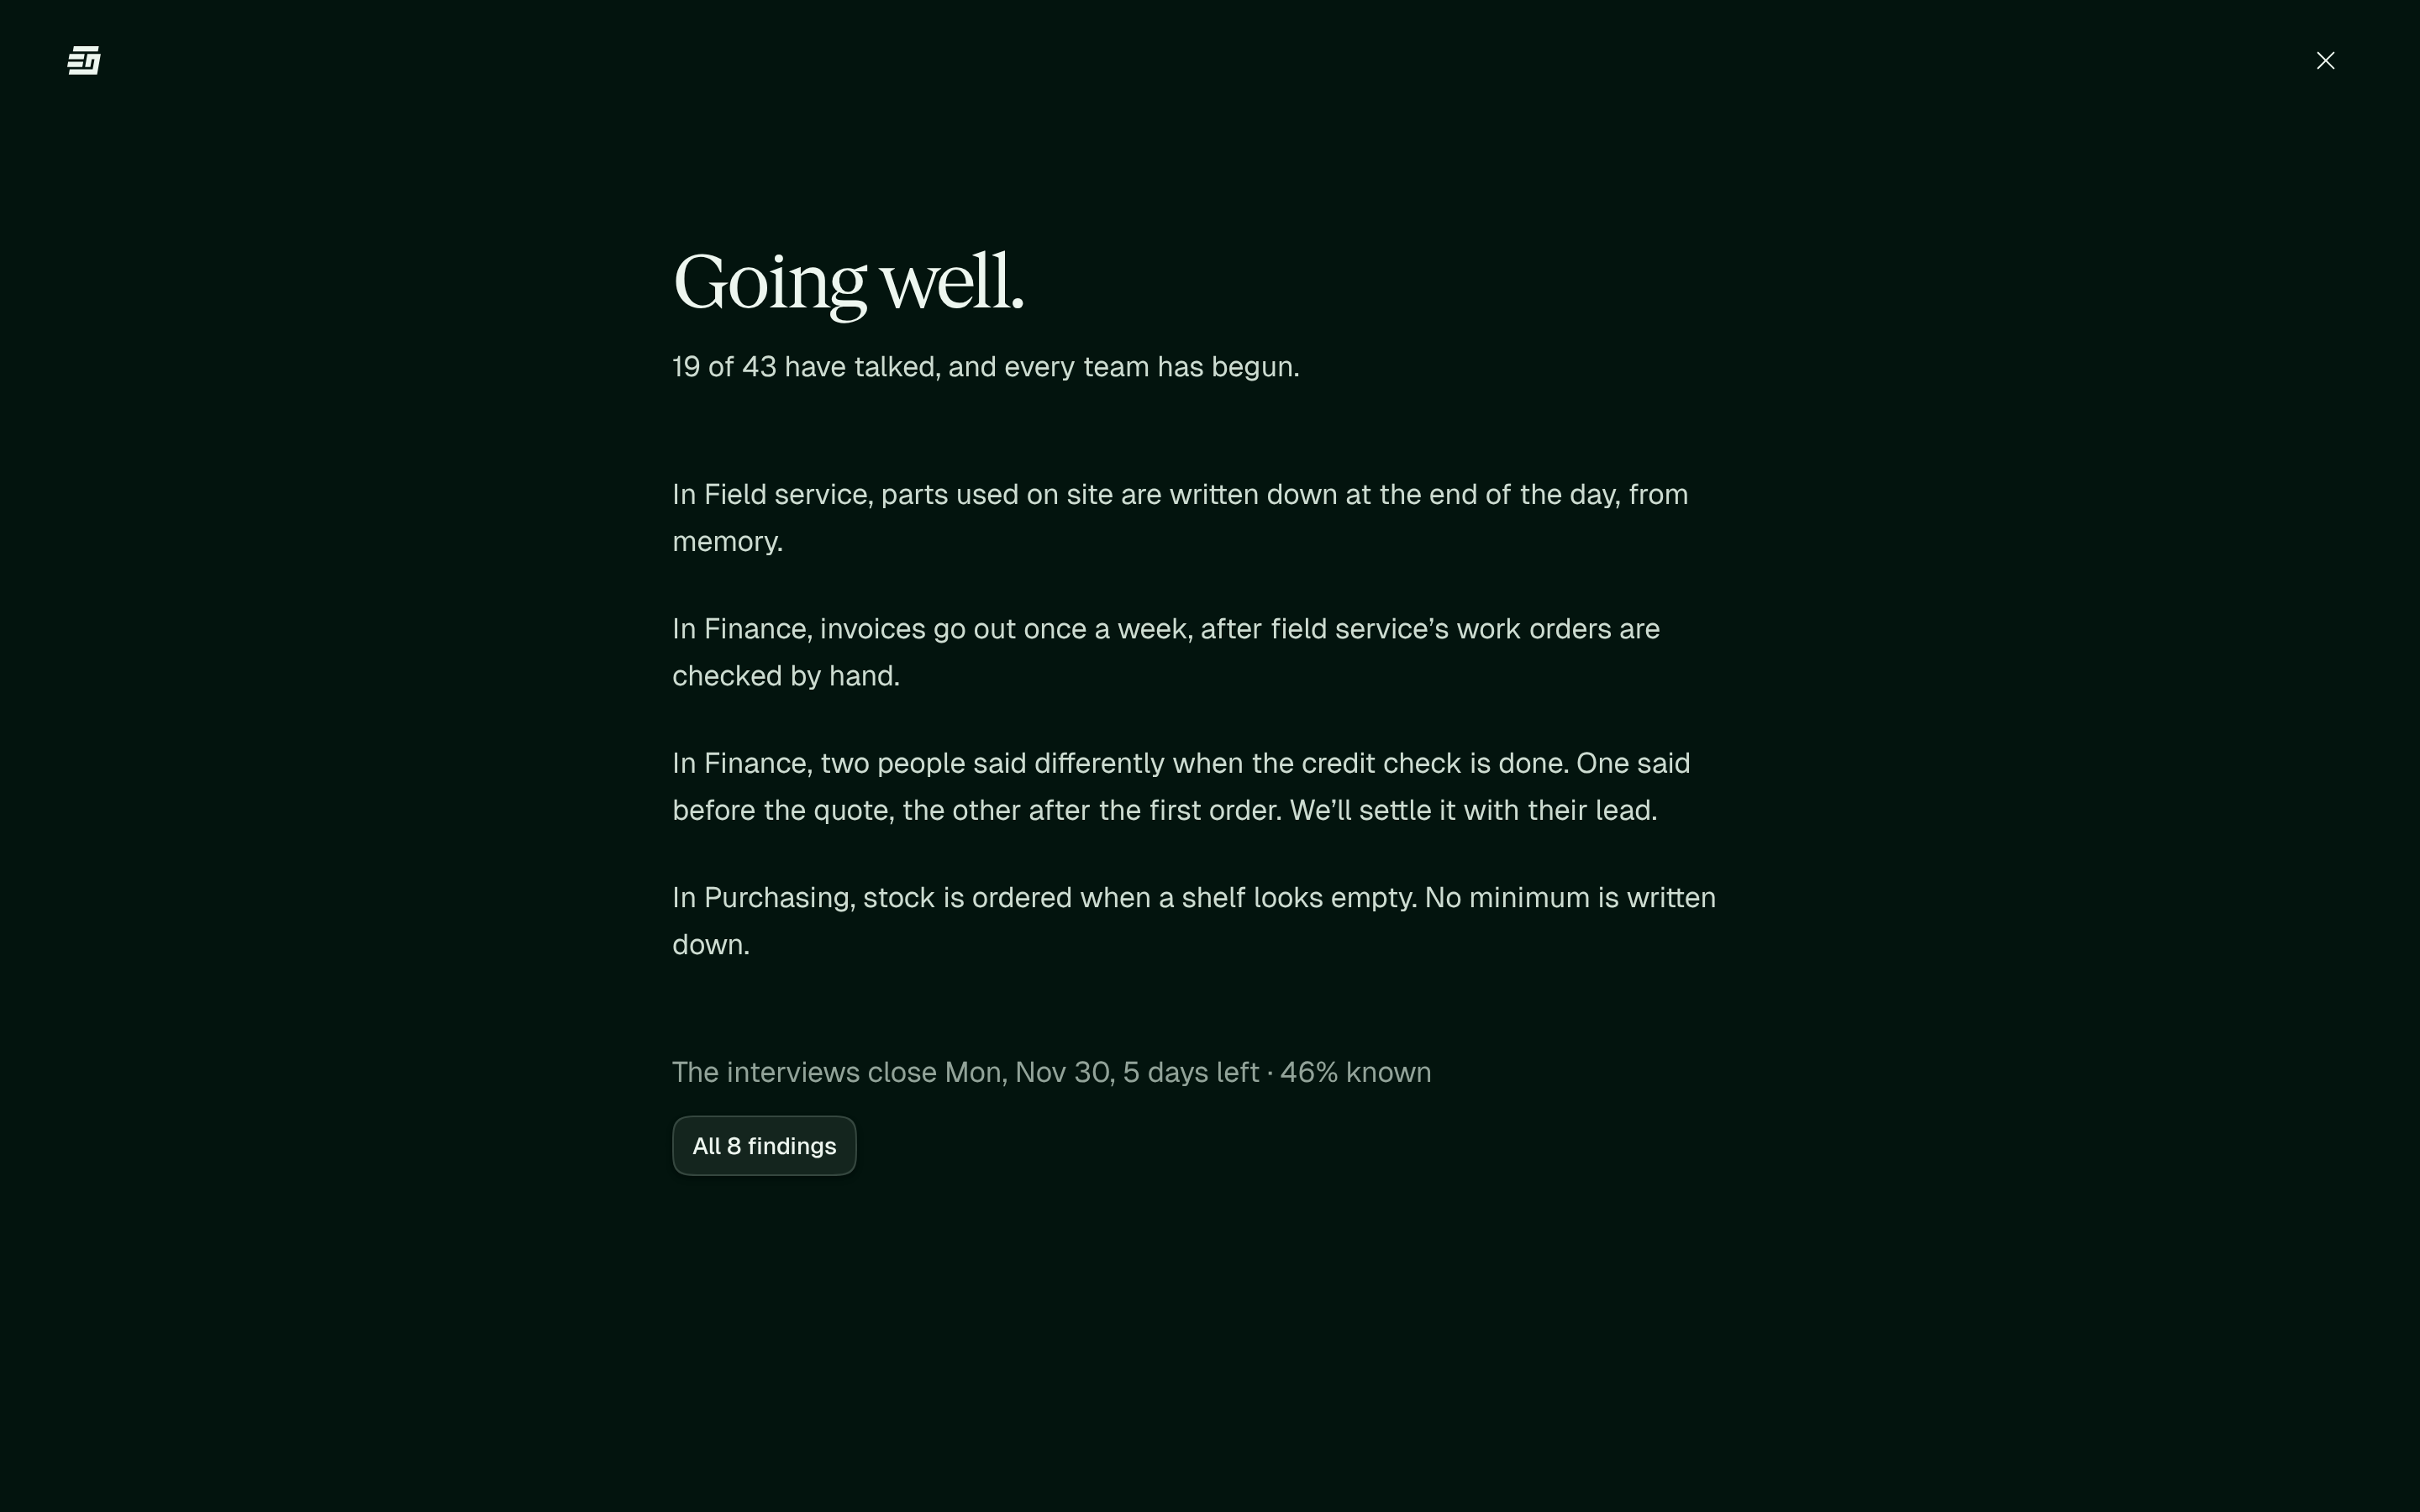 Going well.
19 of 43 have talked, and every team has begun.
In Field service, parts used on site are written down at the end of the day, from
memory.
In Finance, invoices go out once a week, after field service’s work orders are
checked by hand.
In Finance, two people said differently when the credit check is done. One said
before the quote, the other after the first order. We’ll settle it with their lead.
In Purchasing, stock is ordered when a shelf looks empty. No minimum is written
down.
The interviews close Mon, Nov 30, 5 days left · 46% known
All 8 findings